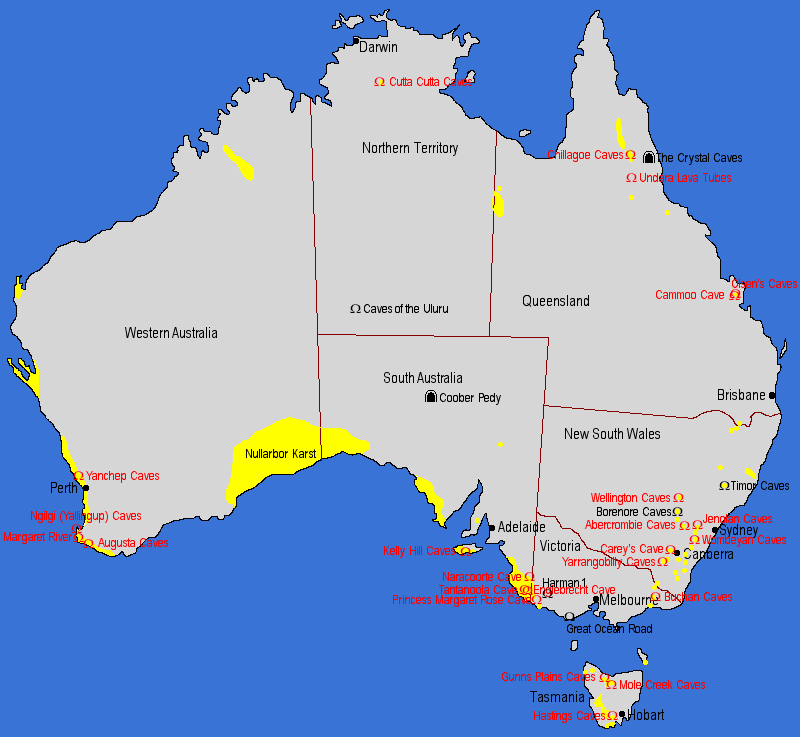 Darwin
Cutta Cutta Caves
Northern Territory
Chillagoe Caves
The Crystal Caves
Undara Lava Tubes
Olsen's Caves
Cammoo Cave
Queensland
Caves of the Uluru
Western Australia
South Australia
Coober Pedy
Brisbane
New South Wales
Nullarbor Karst
Yanchep Caves
Perth
Timor Caves
Wellington Caves
Borenore Caves
Ngilgi (Yallingup) Caves
Jenolan Caves
Abercrombie Caves
Adelaide
Sydney
Margaret River
Augusta Caves
Wombeyan Caves
Victoria
Kelly Hill Caves
Carey's Cave
Canberra
Yarrangobilly Caves
Naracoorte Cave
Harman 1
Tantanoola Cave
Englebrecht Cave
Princess Margaret Rose Cave
Melbourne
Buchan Caves
Great Ocean Road
Gunns Plains Caves
Mole Creek Caves
Tasmania
Hastings Caves
Hobart